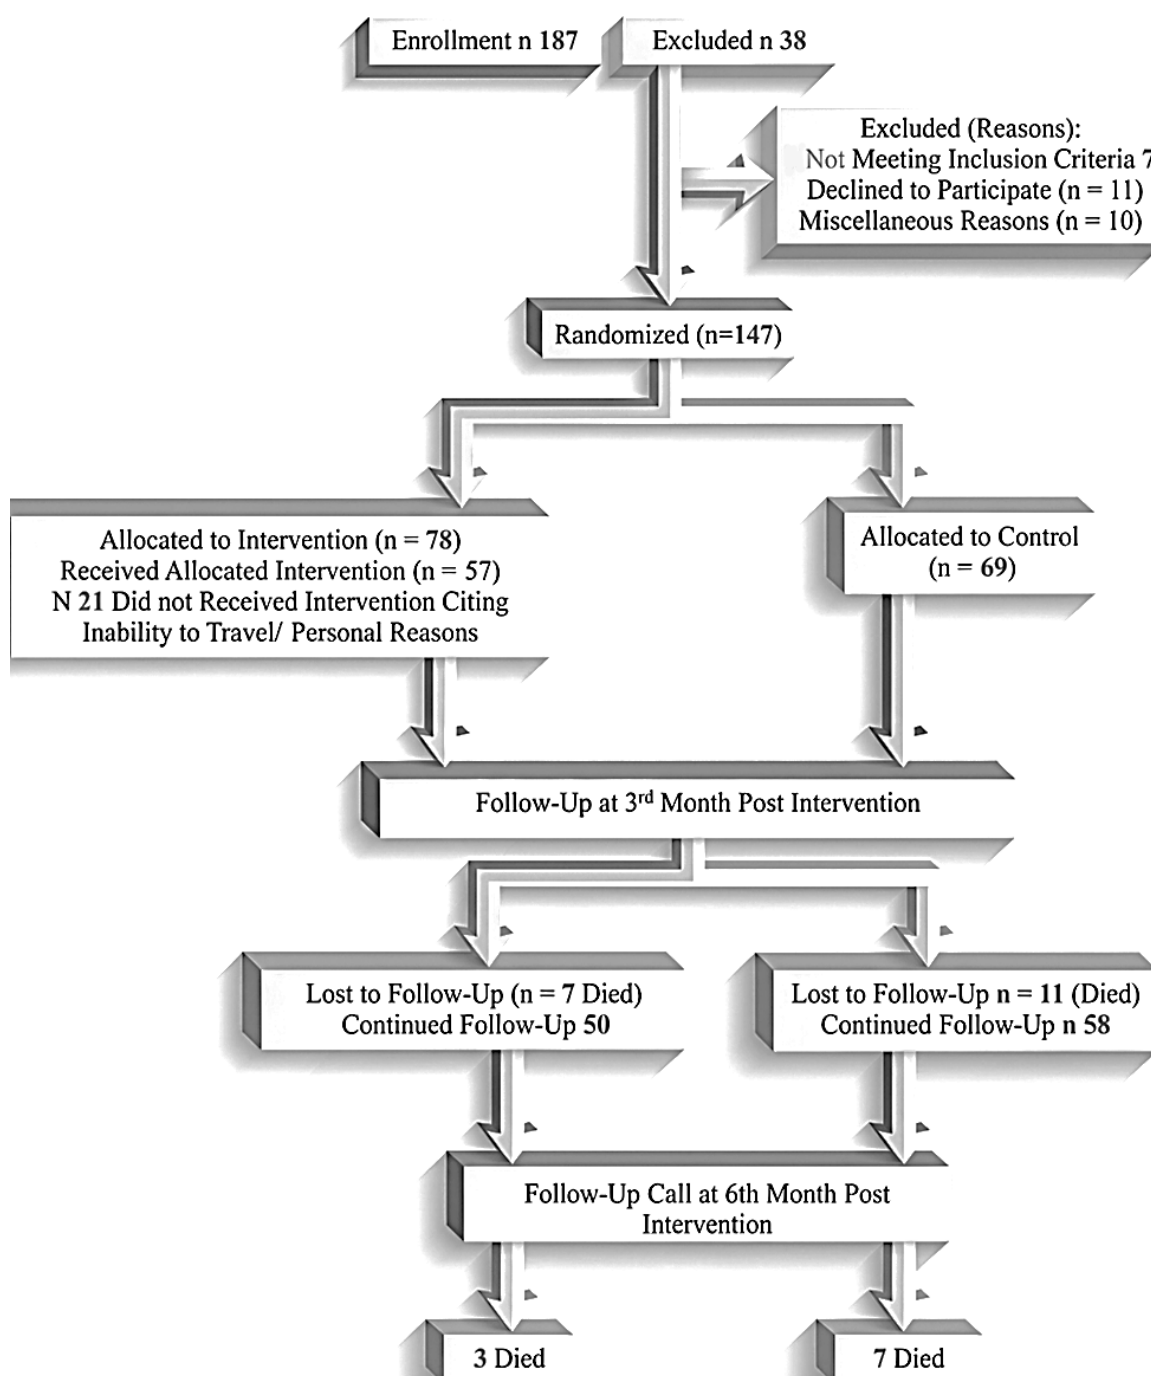 Enrollment n 187
Excluded n 38
Excluded (Reasons):
Not Meeting Inclusion Criteria 7
Declined to Participate (n = 11)
Miscellaneous Reasons (n = 10)
Randomized (n=147)
Allocated to Intervention (n = 78)
Received Allocated Intervention (n = 57)
N 21 Did not Received Intervention Citing
Inability to Travel/ Personal Reasons
Allocated to Control
(n = 69)
Follow-Up at 3rd Month Post Intervention
Lost to Follow-Up (n = 7 Died)
Continued Follow-Up 50
Lost to Follow-Up n = 11 (Died)
Continued Follow-Up n 58
Follow-Up Call at 6th Month Post
Intervention
3 Died
7 Died